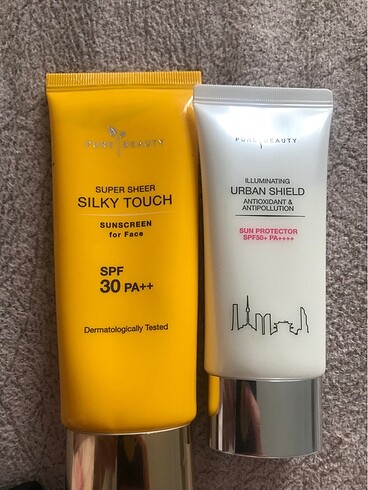 PURE BEAUTY
SUPER SHEER
SILKY TOUCH
SUNSCREEN
for Face
SPF
30 PA++
Dermatologically Tested
PURE BEAUTY
ILLUMINATING
URBAN SHIELD
ANTIOXIDANT &
ANTIPOLLUTION
SUN PROTECTOR
SPF50+ PA++++